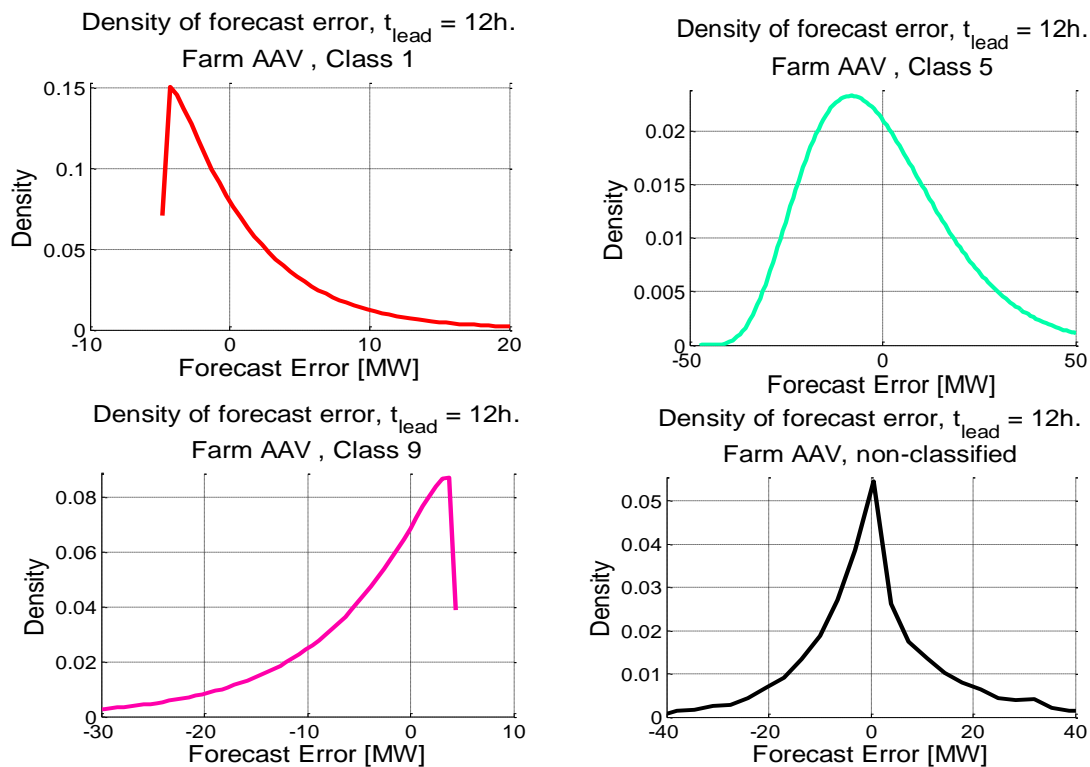 Density of forecast error, t_lead = 12h.
Farm AAV , Class 1
0.15
0.1
0.05
0
Density
-10
0
10
20
Forecast Error [MW]
Density of forecast error, t_lead = 12h.
Farm AAV , Class 5
0.02
0.015
0.01
0.005
0
Density
-50
0
50
Forecast Error [MW]
Density of forecast error, t_lead = 12h.
Farm AAV , Class 9
0.08
0.06
0.04
0.02
0
Density
-30
-20
-10
0
10
Forecast Error [MW]
Density of forecast error, t_lead = 12h.
Farm AAV, non-classified
0.05
0.04
0.03
0.02
0.01
0
Density
-40
-20
0
20
40
Forecast Error [MW]